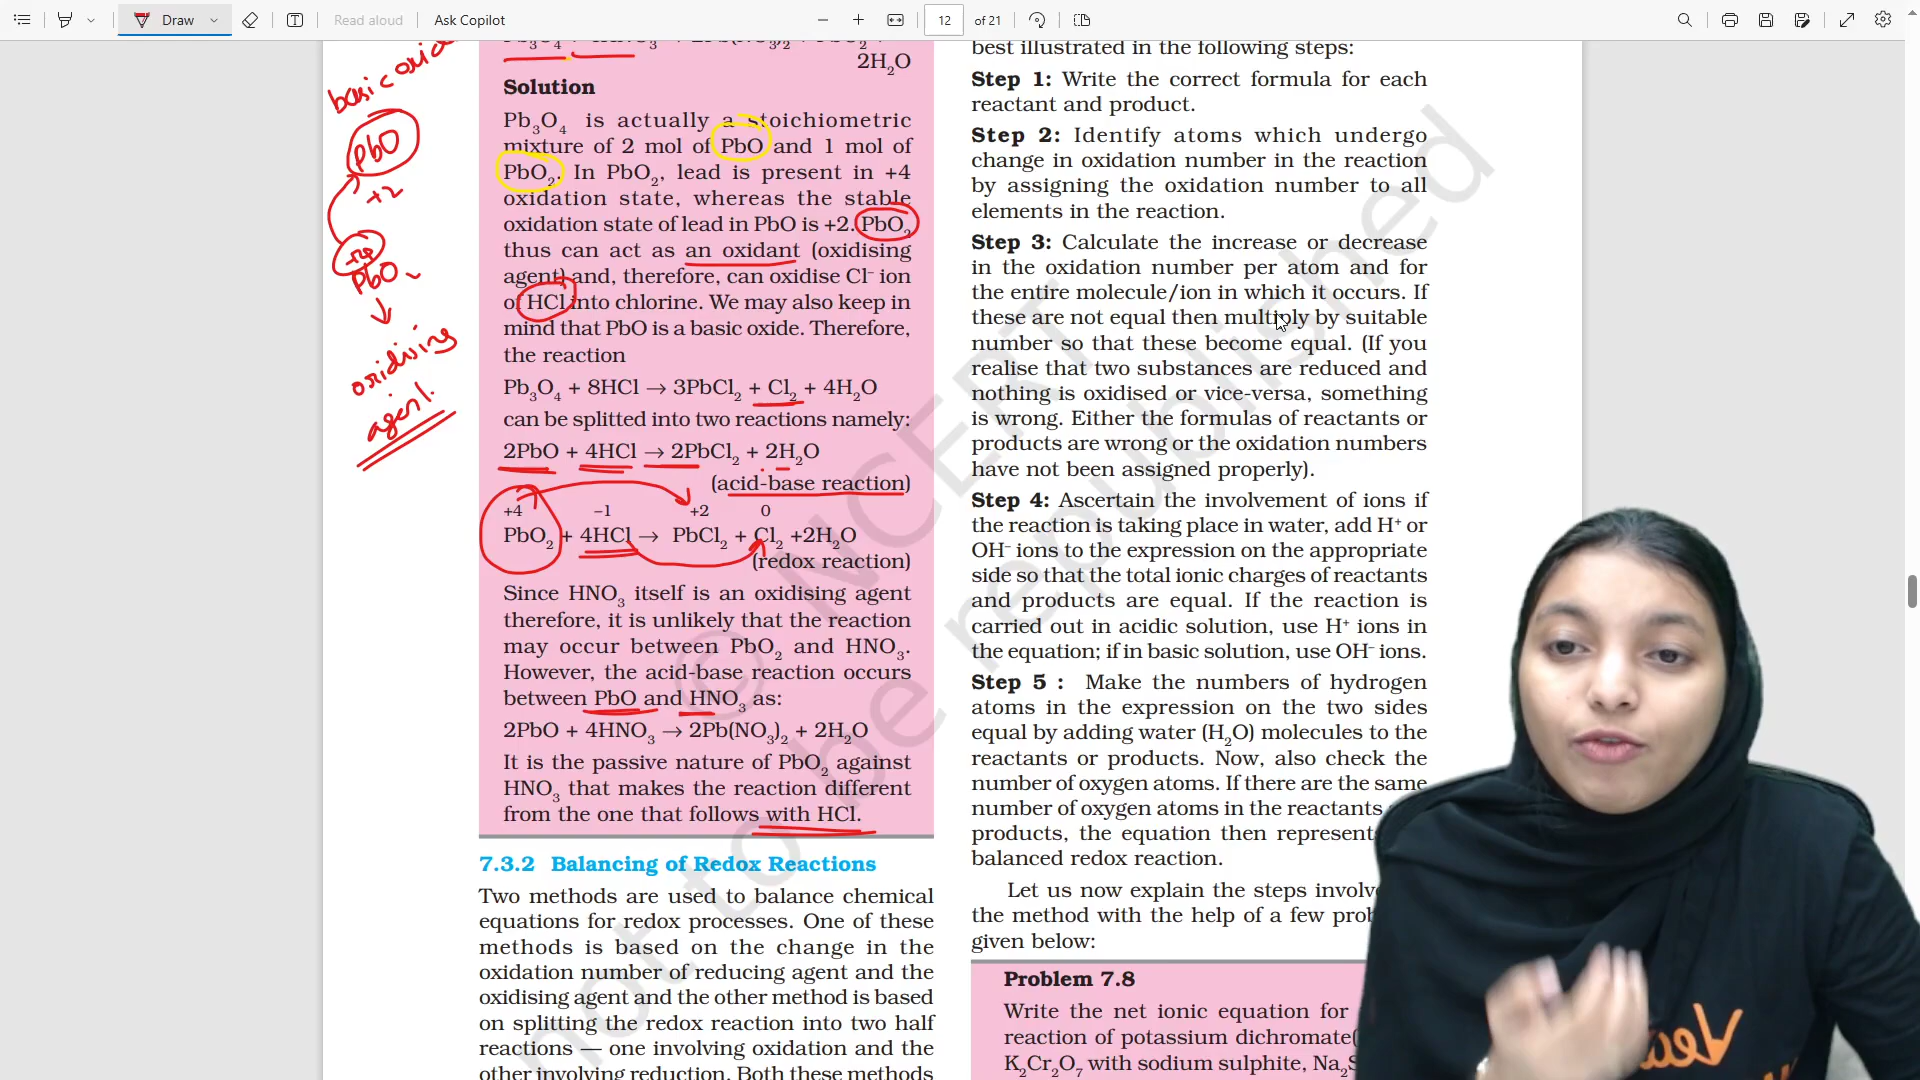 Read aloud
Ask Copilot
Draw
12 of 21
basic oxide
PbO
+2
+4
PbO
oxidising
agent.
2H₂O
Solution
Pb₃O₄ is actually a stoichiometric
mixture of 2 mol of PbO and 1 mol of
PbO₂. In PbO₂, lead is present in +4
oxidation state, whereas the stable
oxidation state of lead in PbO is +2. PbO₂
thus can act as an oxidant (oxidising
agent) and, therefore, can oxidise Cl⁻ ion
of HCl into chlorine. We may also keep in
mind that PbO is a basic oxide. Therefore,
the reaction
Pb₃O₄ + 8HCl → 3PbCl₂ + Cl₂ + 4H₂O
can be splitted into two reactions namely:
2PbO + 4HCl → 2PbCl₂ + 2H₂O
(acid-base reaction)
+4 –1 +2 0
PbO₂ + 4HCl → PbCl₂ + Cl₂ +2H₂O
(redox reaction)
Since HNO₃ itself is an oxidising agent
therefore, it is unlikely that the reaction
may occur between PbO₂ and HNO₃.
However, the acid-base reaction occurs
between PbO and HNO₃ as:
2PbO + 4HNO₃ → 2Pb(NO₃)₂ + 2H₂O
It is the passive nature of PbO₂ against
HNO₃ that makes the reaction different
from the one that follows with HCl.
7.3.2 Balancing of Redox Reactions
Two methods are used to balance chemical
equations for redox processes. One of these
methods is based on the change in the
oxidation number of reducing agent and the
oxidising agent and the other method is based
on splitting the redox reaction into two half
reactions — one involving oxidation and the
other involving reduction. Both these methods
best illustrated in the following steps:
Step 1: Write the correct formula for each
reactant and product.
Step 2: Identify atoms which undergo
change in oxidation number in the reaction
by assigning the oxidation number to all
elements in the reaction.
Step 3: Calculate the increase or decrease
in the oxidation number per atom and for
the entire molecule/ion in which it occurs. If
these are not equal then multiply by suitable
number so that these become equal. (If you
realise that two substances are reduced and
nothing is oxidised or vice-versa, something
is wrong. Either the formulas of reactants or
products are wrong or the oxidation numbers
have not been assigned properly).
Step 4: Ascertain the involvement of ions if
the reaction is taking place in water, add H⁺ or
OH⁻ ions to the expression on the appropriate
side so that the total ionic charges of reactants
and products are equal. If the reaction is
carried out in acidic solution, use H⁺ ions in
the equation; if in basic solution, use OH⁻ ions.
Step 5 : Make the numbers of hydrogen
atoms in the expression on the two sides
equal by adding water (H₂O) molecules to the
reactants or products. Now, also check the
number of oxygen atoms. If there are the same
number of oxygen atoms in the reactants
products, the equation then represents
balanced redox reaction.
Let us now explain the steps
the method with the help of a few
given below:
Problem 7.8
Write the net ionic equation for
reaction of potassium dichromate(
K₂Cr₂O₇ with sodium sulphite,
© NCERT
not to be republished